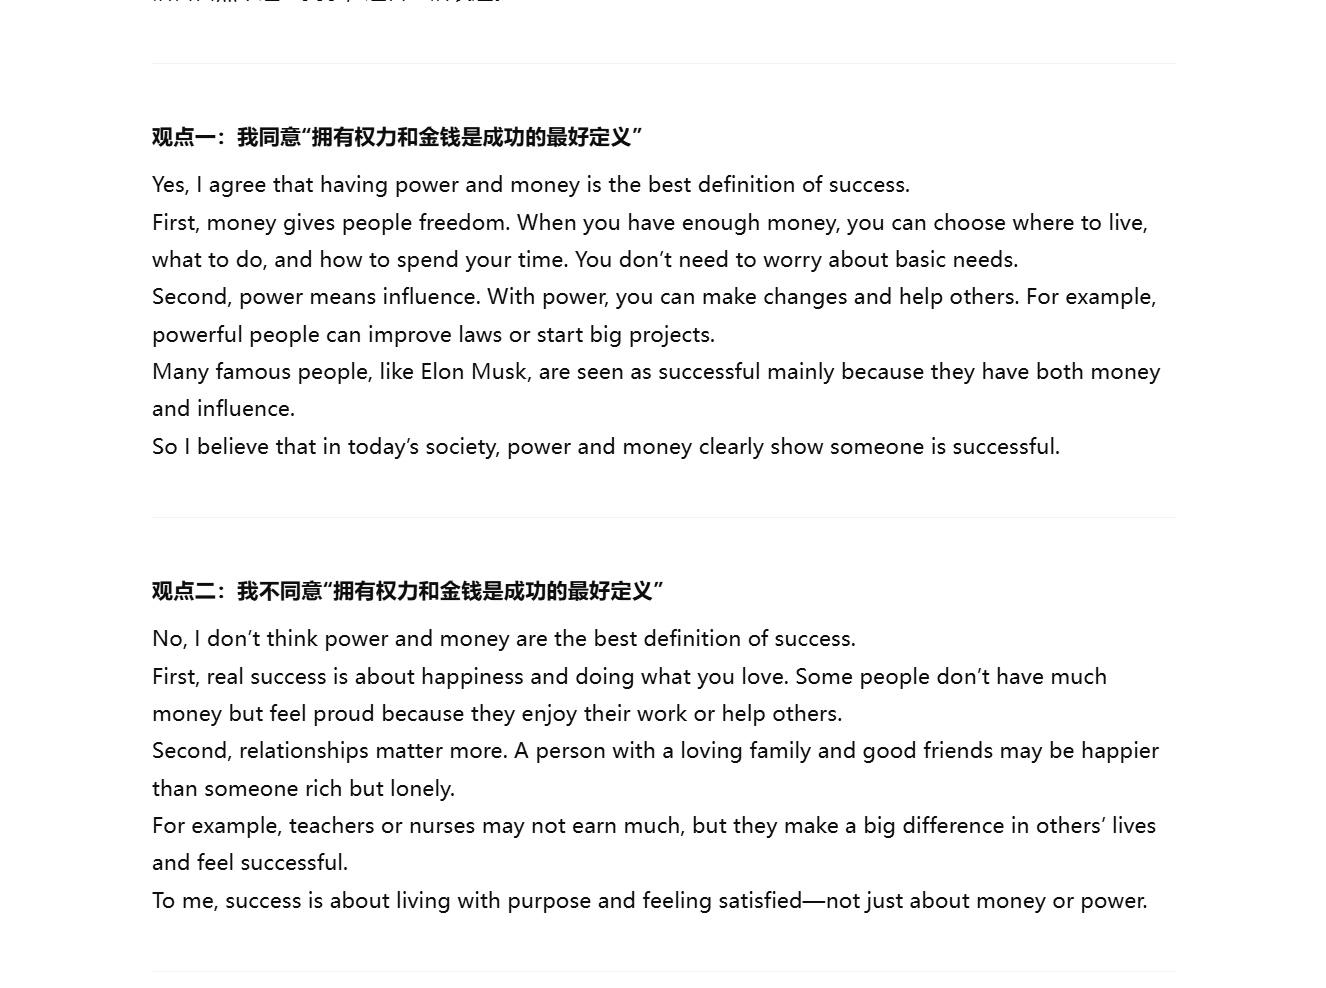 观点一：我同意“拥有权力和金钱是成功的最好定义”
Yes, I agree that having power and money is the best definition of success.
First, money gives people freedom. When you have enough money, you can choose where to live,
what to do, and how to spend your time. You don’t need to worry about basic needs.
Second, power means influence. With power, you can make changes and help others. For example,
powerful people can improve laws or start big projects.
Many famous people, like Elon Musk, are seen as successful mainly because they have both money
and influence.
So I believe that in today’s society, power and money clearly show someone is successful.
观点二：我不同意“拥有权力和金钱是成功的最好定义”
No, I don’t think power and money are the best definition of success.
First, real success is about happiness and doing what you love. Some people don’t have much
money but feel proud because they enjoy their work or help others.
Second, relationships matter more. A person with a loving family and good friends may be happier
than someone rich but lonely.
For example, teachers or nurses may not earn much, but they make a big difference in others’ lives
and feel successful.
To me, success is about living with purpose and feeling satisfied—not just about money or power.